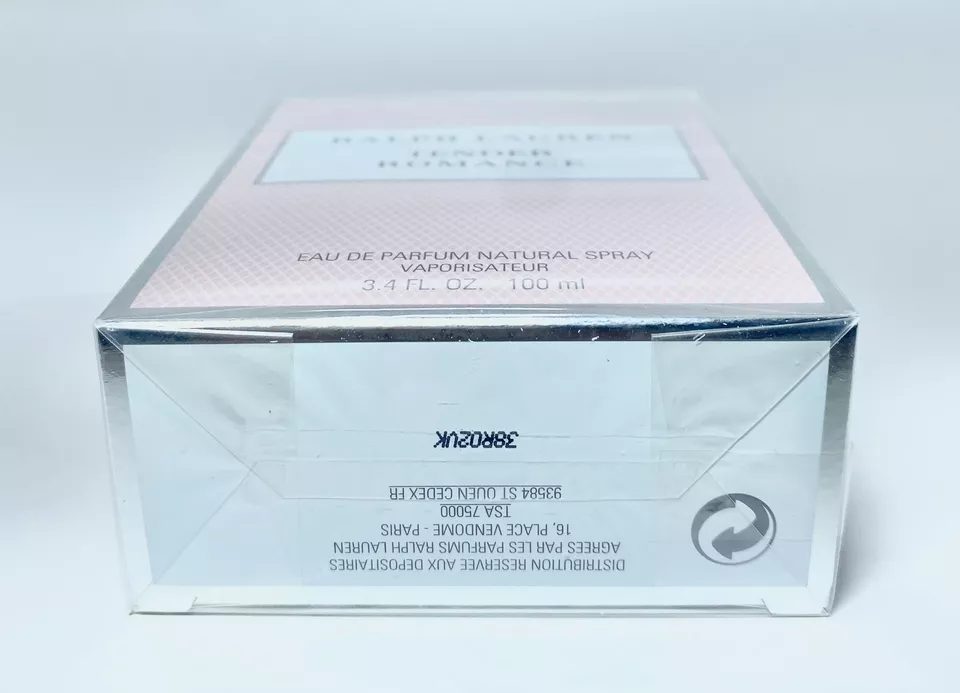 RALPH LAUREN
TENDER
ROMANCE
EAU DE PARFUM NATURAL SPRAY
VAPORISATEUR
3.4 FL. OZ. 100 ml
DISTRIBUTION RESERVEE AUX DEPOSITAIRES
AGREES PAR LES PARFUMS RALPH LAUREN
16, PLACE VENDOME - PARIS
TSA 75000
93584 ST OUEN CEDEX FR
38R02UK